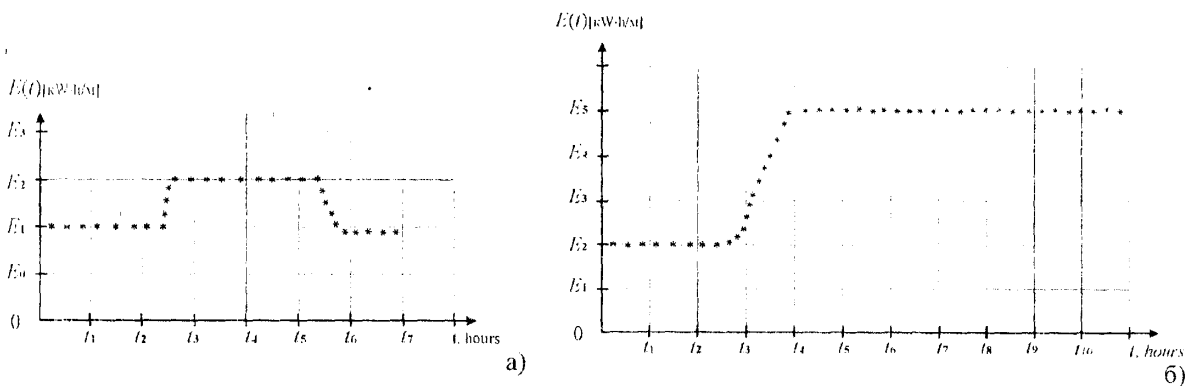 E(t)[кW·h/м]
E3
E2
E1
E0
0
t1 t2 t3 t4 t5 t6 t7 t, hours
а)
E(t)[кW·h/м]
E5
E4
E3
E2
E1
0
t1 t2 t3 t4 t5 t6 t7 t8 t9 t10 t, hours
б)